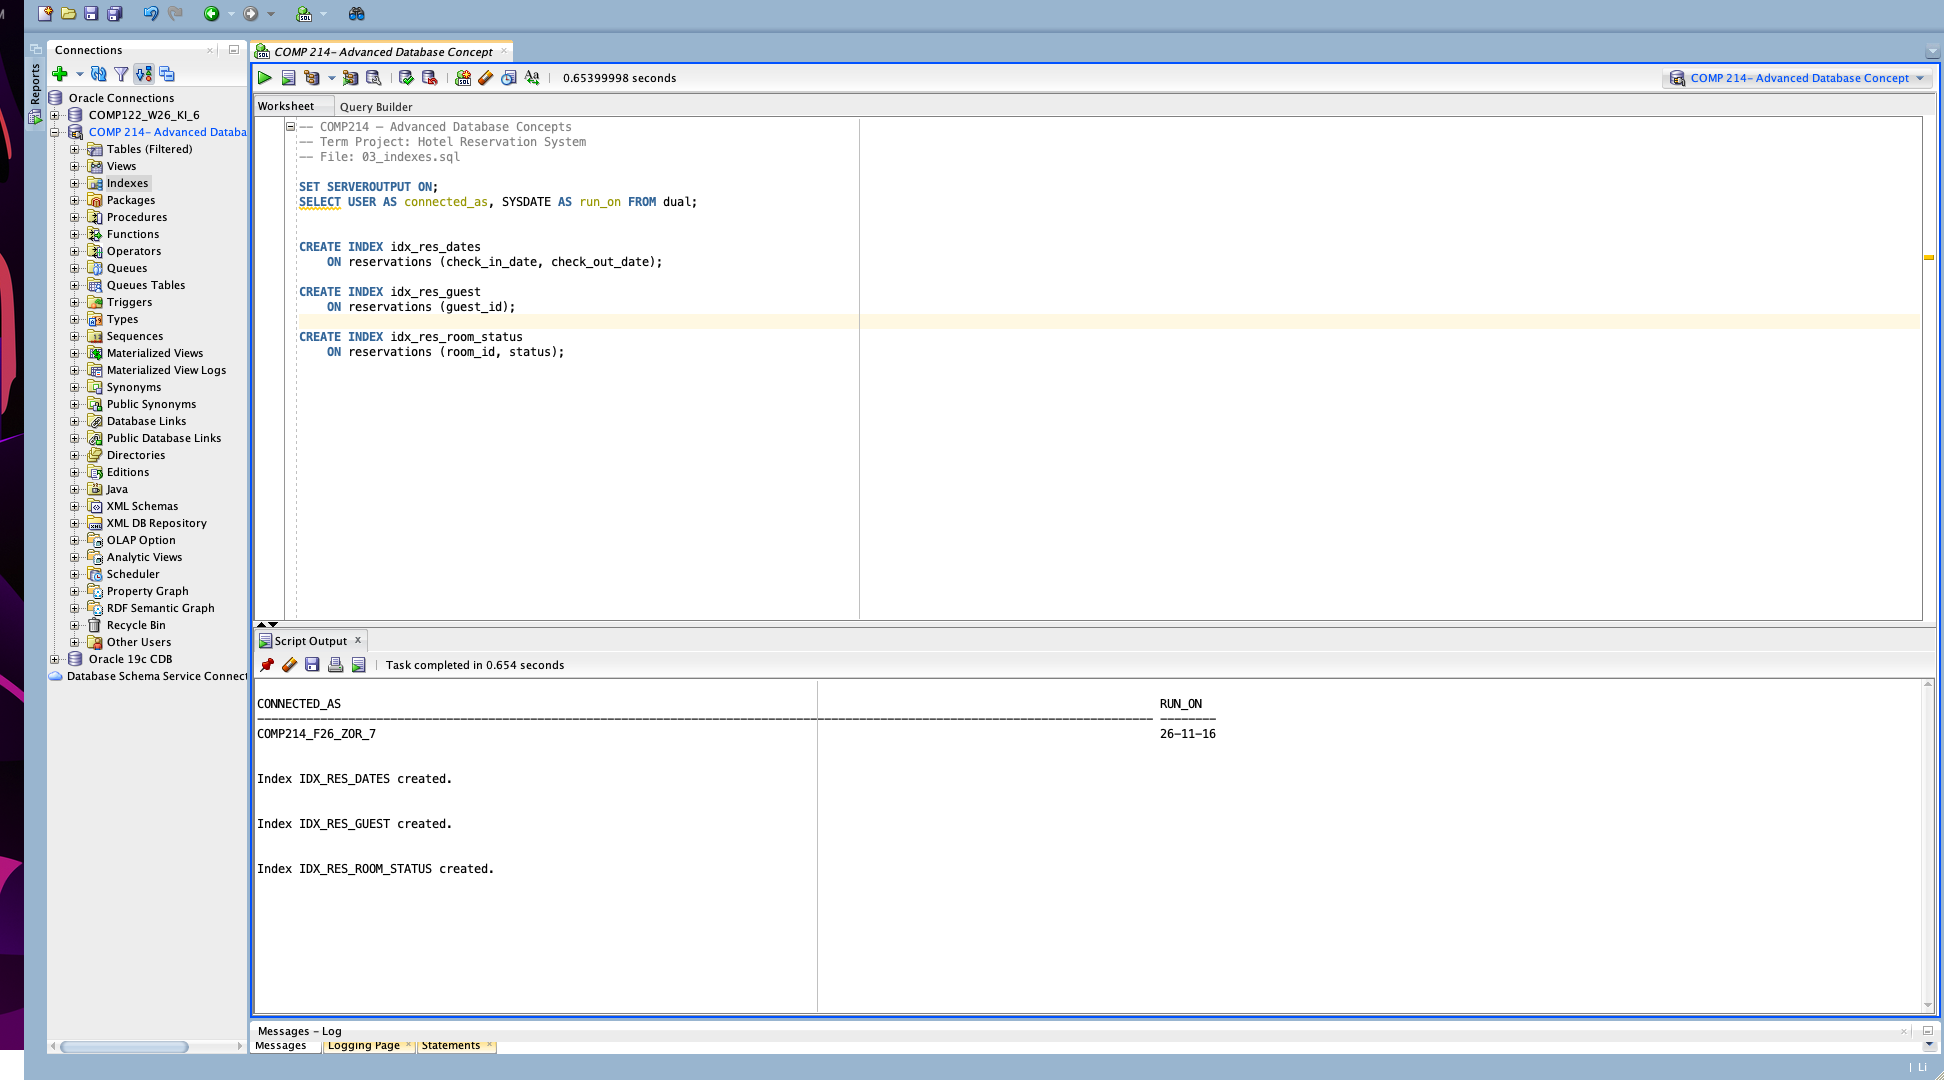 Connections
Reports
Oracle Connections
COMP122_W26_KI_6
COMP 214- Advanced Databa
Tables (Filtered)
Views
Indexes
Packages
Procedures
Functions
Operators
Queues
Queues Tables
Triggers
Types
Sequences
Materialized Views
Materialized View Logs
Synonyms
Public Synonyms
Database Links
Public Database Links
Directories
Editions
Java
XML Schemas
XML DB Repository
OLAP Option
Analytic Views
Scheduler
Property Graph
RDF Semantic Graph
Recycle Bin
Other Users
Oracle 19c CDB
Database Schema Service Connect
COMP 214- Advanced Database Concept
0.65399998 seconds
COMP 214- Advanced Database Concept
Worksheet Query Builder
-- COMP214 – Advanced Database Concepts
-- Term Project: Hotel Reservation System
-- File: 03_indexes.sql
SET SERVEROUTPUT ON;
SELECT USER AS connected_as, SYSDATE AS run_on FROM dual;
CREATE INDEX idx_res_dates
ON reservations (check_in_date, check_out_date);
CREATE INDEX idx_res_guest
ON reservations (guest_id);
CREATE INDEX idx_res_room_status
ON reservations (room_id, status);
Script Output
Task completed in 0.654 seconds
CONNECTED_AS RUN_ON
COMP214_F26_ZOR_7 26-11-16
Index IDX_RES_DATES created.
Index IDX_RES_GUEST created.
Index IDX_RES_ROOM_STATUS created.
Messages - Log
Messages Logging Page Statements
Li